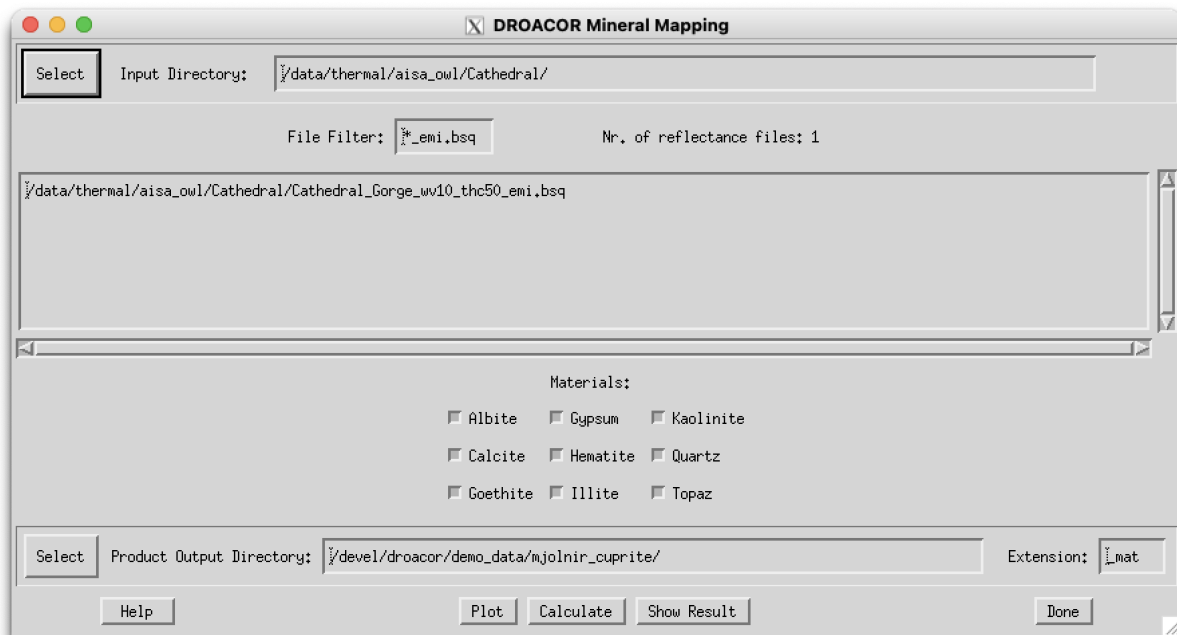 DROACOR Mineral Mapping
Select Input Directory: /data/thermal/aisa_owl/Cathedral/
File Filter: *_emi.bsq Nr. of reflectance files: 1
/data/thermal/aisa_owl/Cathedral/Cathedral_Gorge_wv10_thc50_emi.bsq
Materials:
Albite Gypsum Kaolinite
Calcite Hematite Quartz
Goethite Illite Topaz
Select Product Output Directory: /devel/droacor/demo_data/mjolnir_cuprite/ Extension: _mat
Help Plot Calculate Show Result Done